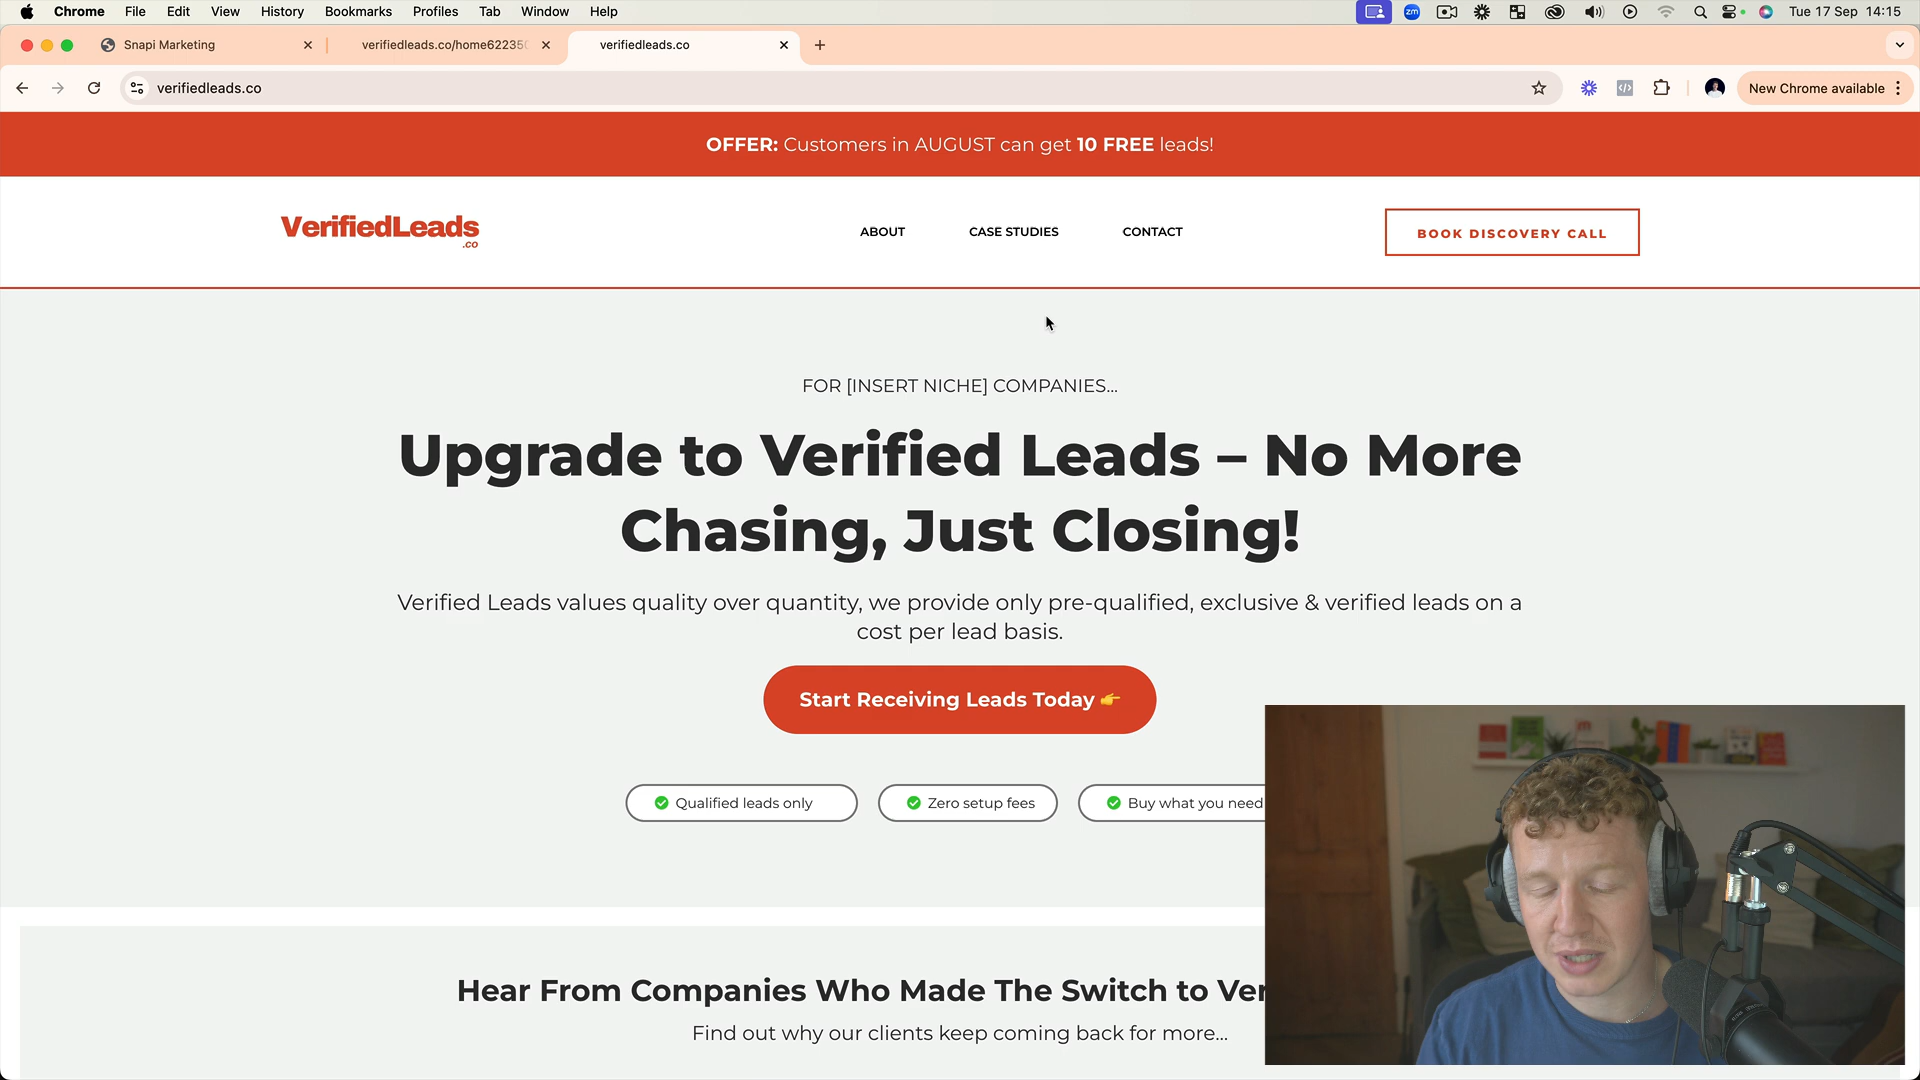 Chrome File Edit View History Bookmarks Profiles Tab Window Help
zm
Tue 17 Sep 14:15
Snapi Marketing
verifiedleads.co/home62235
verifiedleads.co
verifiedleads.co
New Chrome available
OFFER: Customers in AUGUST can get 10 FREE leads!
VerifiedLeads
.co
ABOUT
CASE STUDIES
CONTACT
BOOK DISCOVERY CALL
FOR [INSERT NICHE] COMPANIES...
Upgrade to Verified Leads – No More
Chasing, Just Closing!
Verified Leads values quality over quantity, we provide only pre-qualified, exclusive & verified leads on a
cost per lead basis.
Start Receiving Leads Today 👉
Qualified leads only
Zero setup fees
Buy what you need
Hear From Companies Who Made The Switch to Ver
Find out why our clients keep coming back for more...